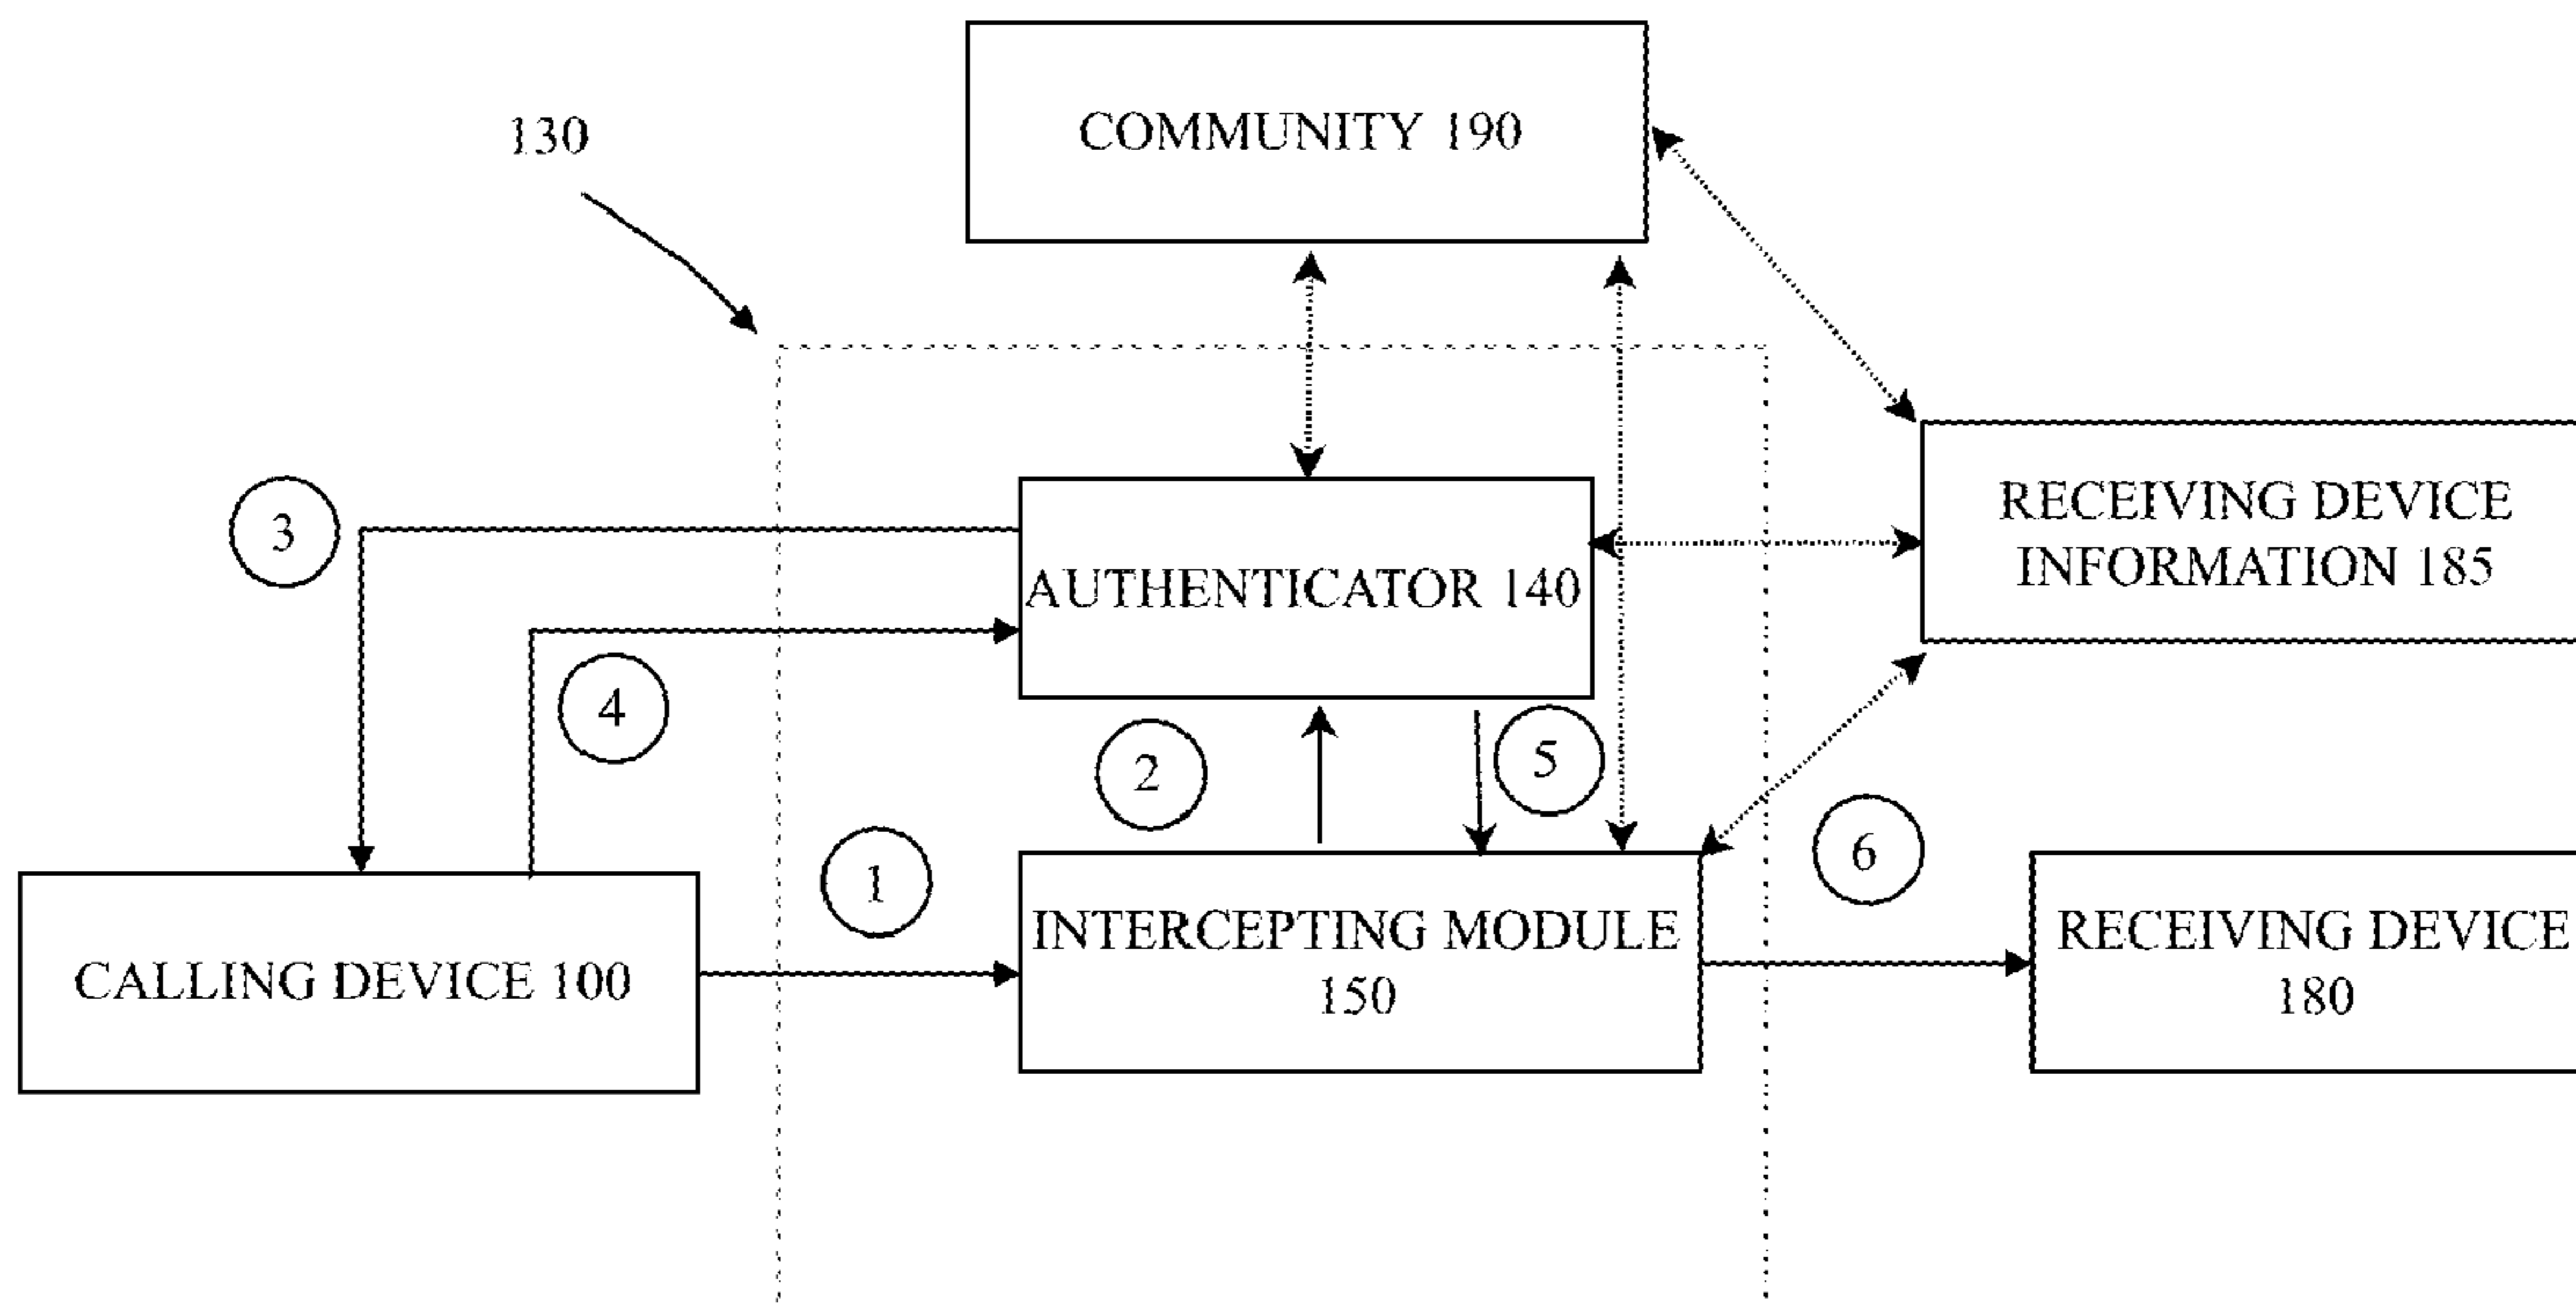 COMMUNITY 190
130
3
RECEIVING DEVICE
INFORMATION 185
AUTHENTICATOR 140
4
2
5
1
6
INTERCEPTING MODULE
150
RECEIVING DEVICE
180
CALLING DEVICE 100